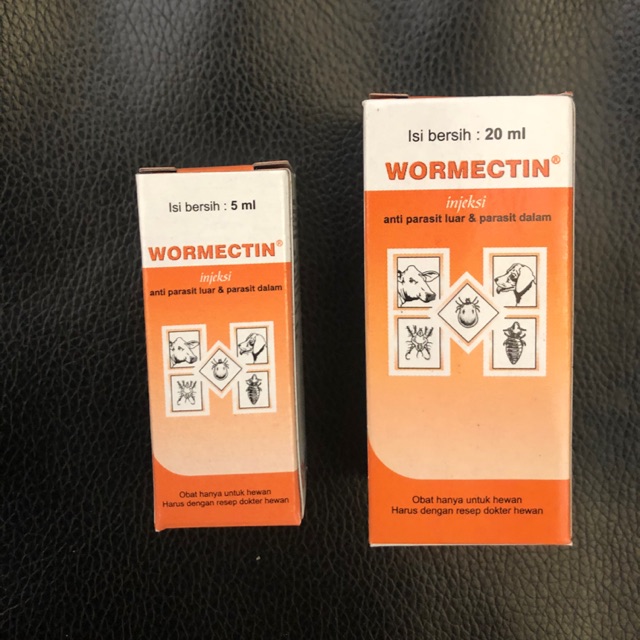 Isi bersih : 5 ml
WORMECTIN®
injeksi
anti parasit luar & parasit dalam
Obat hanya untuk hewan
Harus dengan resep dokter hewan
Isi bersih : 20 ml
WORMECTIN®
injeksi
anti parasit luar & parasit dalam
Obat hanya untuk hewan
Harus dengan resep dokter hewan